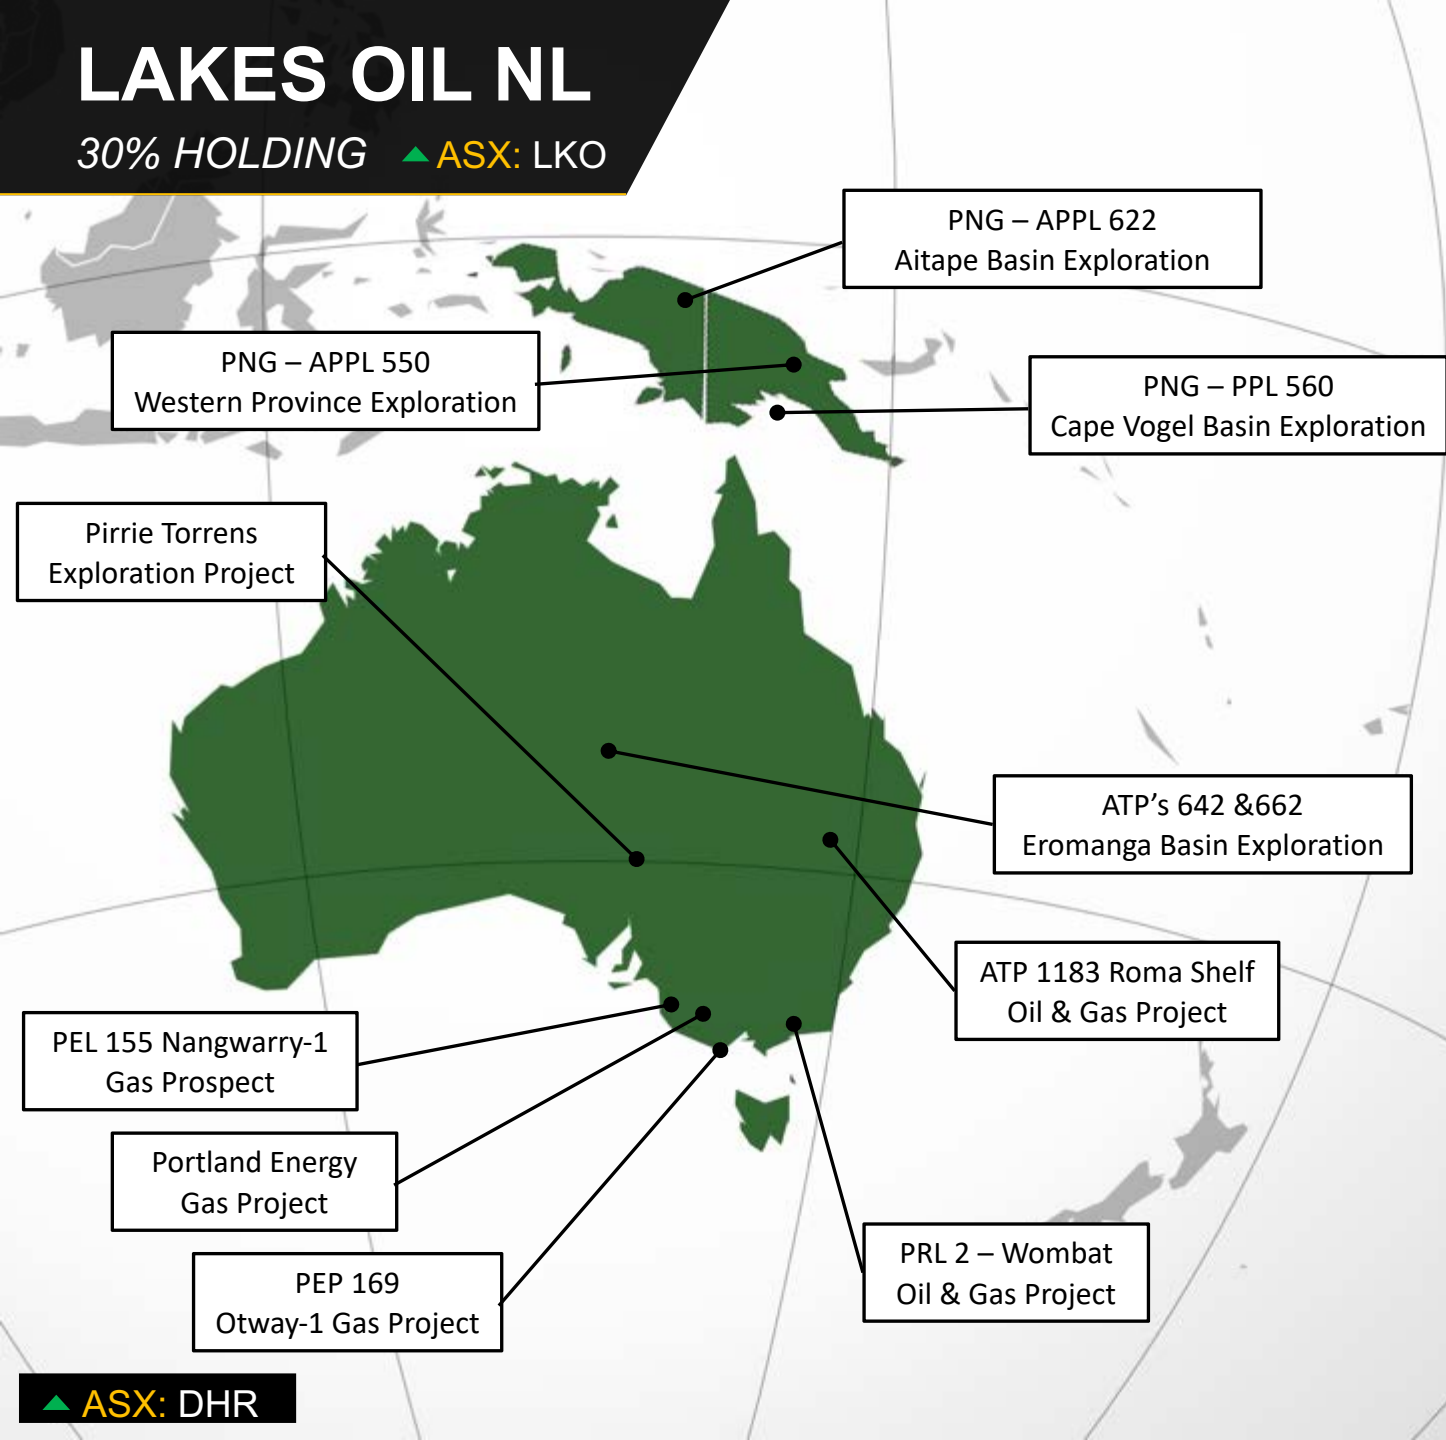 LAKES OIL NL
30% HOLDING ASX: LKO
PNG – APPL 622
Aitape Basin Exploration
PNG – APPL 550
Western Province Exploration
PNG – PPL 560
Cape Vogel Basin Exploration
Pirrie Torrens
Exploration Project
ATP’s 642 &662
Eromanga Basin Exploration
ATP 1183 Roma Shelf
Oil & Gas Project
PEL 155 Nangwarry-1
Gas Prospect
Portland Energy
Gas Project
PEP 169
Otway-1 Gas Project
PRL 2 – Wombat
Oil & Gas Project
ASX: DHR